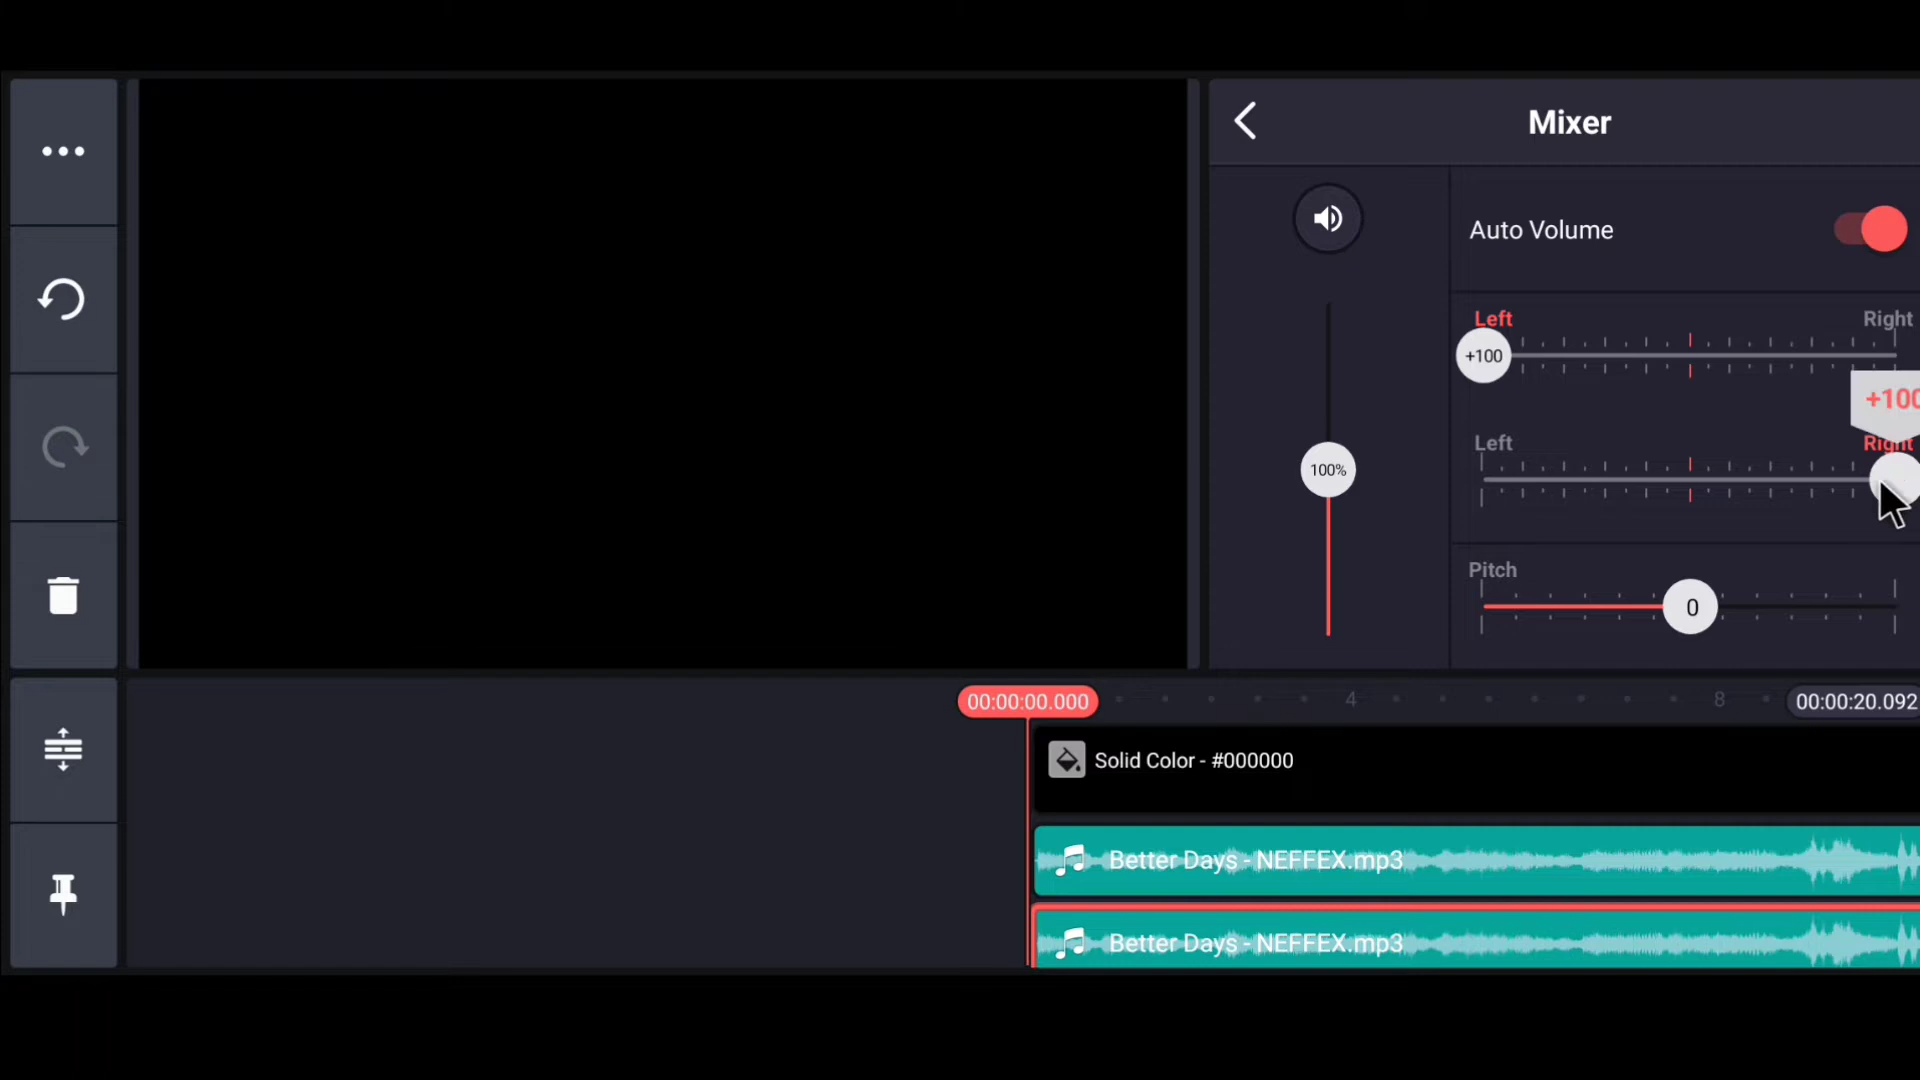 Mixer
Auto Volume
Left Right
+100
+100
Left Right
100%
Pitch
0
00:00:00.000 4 8 00:00:20.092
Solid Color - #000000
Better Days - NEFFEX.mp3
Better Days - NEFFEX.mp3